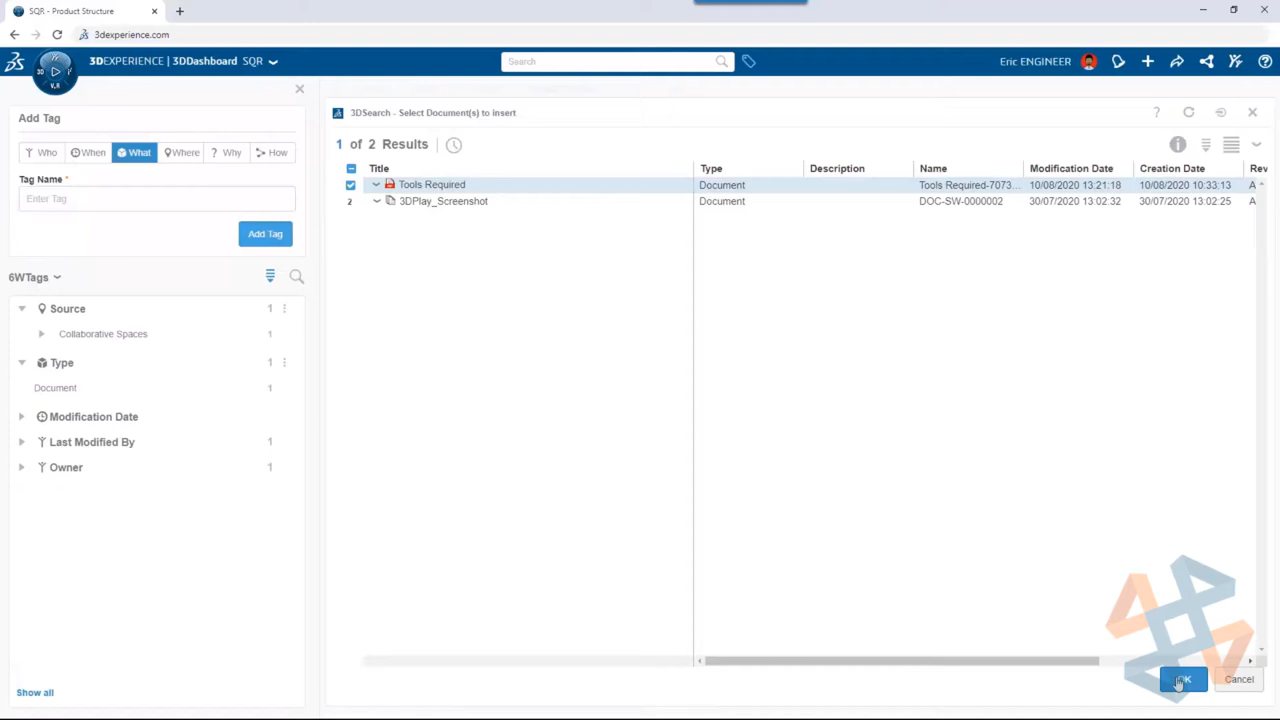 SQR - Product Structure
3dexperience.com
3DEXPERIENCE | 3DDashboard SQR
Search
Eric ENGINEER
3D
V.R
Add Tag
Who When What Where Why How
Tag Name *
Enter Tag
Add Tag
6WTags
Source 1
Collaborative Spaces 1
Type 1
Document 1
Modification Date
Last Modified By 1
Owner 1
Show all
3DSearch - Select Document(s) to insert
1 of 2 Results
Title Type Description Name Modification Date Creation Date Rev
Tools Required Document Tools Required-7073... 10/08/2020 13:21:18 10/08/2020 10:33:13 A
2 3DPlay_Screenshot Document DOC-SW-0000002 30/07/2020 13:02:32 30/07/2020 13:02:25 A
OK Cancel